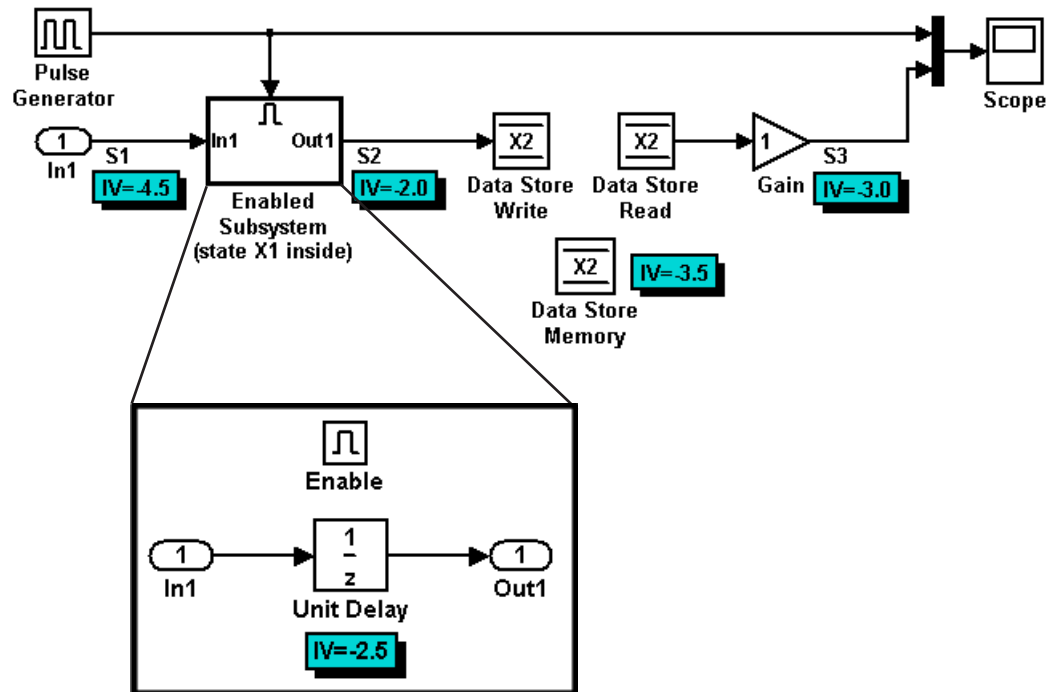 Pulse
Generator
1
In1
S1
IV=-4.5
In1
Out1
Enabled
Subsystem
(state X1 inside)
S2
IV=-2.0
X2
Data Store
Write
X2
Data Store
Read
1
Gain
S3
IV=-3.0
Scope
X2
Data Store
Memory
IV=-3.5
Enable
1
In1
1
z
Unit Delay
IV=-2.5
1
Out1